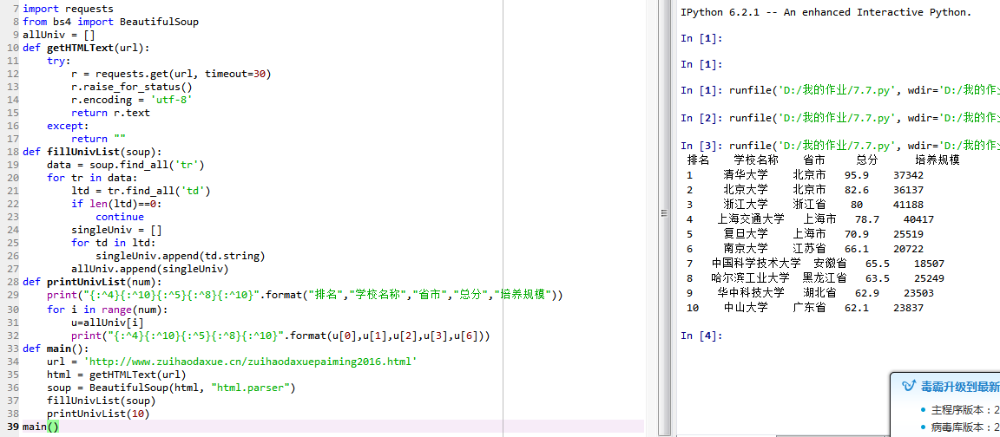 7 import requests
8 from bs4 import BeautifulSoup
9 allUniv = []
10 def getHTMLText(url):
11     try:
12         r = requests.get(url, timeout=30)
13         r.raise_for_status()
14         r.encoding = 'utf-8'
15         return r.text
16     except:
17         return ""
18 def fillUnivList(soup):
19     data = soup.find_all('tr')
20     for tr in data:
21         ltd = tr.find_all('td')
22         if len(ltd)==0:
23             continue
24         singleUniv = []
25         for td in ltd:
26             singleUniv.append(td.string)
27         allUniv.append(singleUniv)
28 def printUnivList(num):
29     print("{:^4}{:^10}{:^5}{:^8}{:^10}".format("排名","学校名称","省市","总分","培养规模"))
30     for i in range(num):
31         u=allUniv[i]
32         print("{:^4}{:^10}{:^5}{:^8}{:^10}".format(u[0],u[1],u[2],u[3],u[6]))
33 def main():
34     url = 'http://www.zuihaodaxue.cn/zuihaodaxuepaiming2016.html'
35     html = getHTMLText(url)
36     soup = BeautifulSoup(html, "html.parser")
37     fillUnivList(soup)
38     printUnivList(10)
39 main()
IPython 6.2.1 -- An enhanced Interactive Python.
In [1]:
In [1]:
In [1]: runfile('D:/我的作业/7.7.py', wdir='D:/我的作业
In [2]: runfile('D:/我的作业/7.7.py', wdir='D:/我的作业
In [3]: runfile('D:/我的作业/7.7.py', wdir='D:/我的作业
排名 学校名称 省市 总分 培养规模
1 清华大学 北京市 95.9 37342
2 北京大学 北京市 82.6 36137
3 浙江大学 浙江省 80 41188
4 上海交通大学 上海市 78.7 40417
5 复旦大学 上海市 70.9 25519
6 南京大学 江苏省 66.1 20722
7 中国科学技术大学 安徽省 65.5 18507
8 哈尔滨工业大学 黑龙江省 63.5 25249
9 华中科技大学 湖北省 62.9 23503
10 中山大学 广东省 62.1 23837
In [4]:
毒霸升级到最新
主程序版本：2
病毒库版本：2